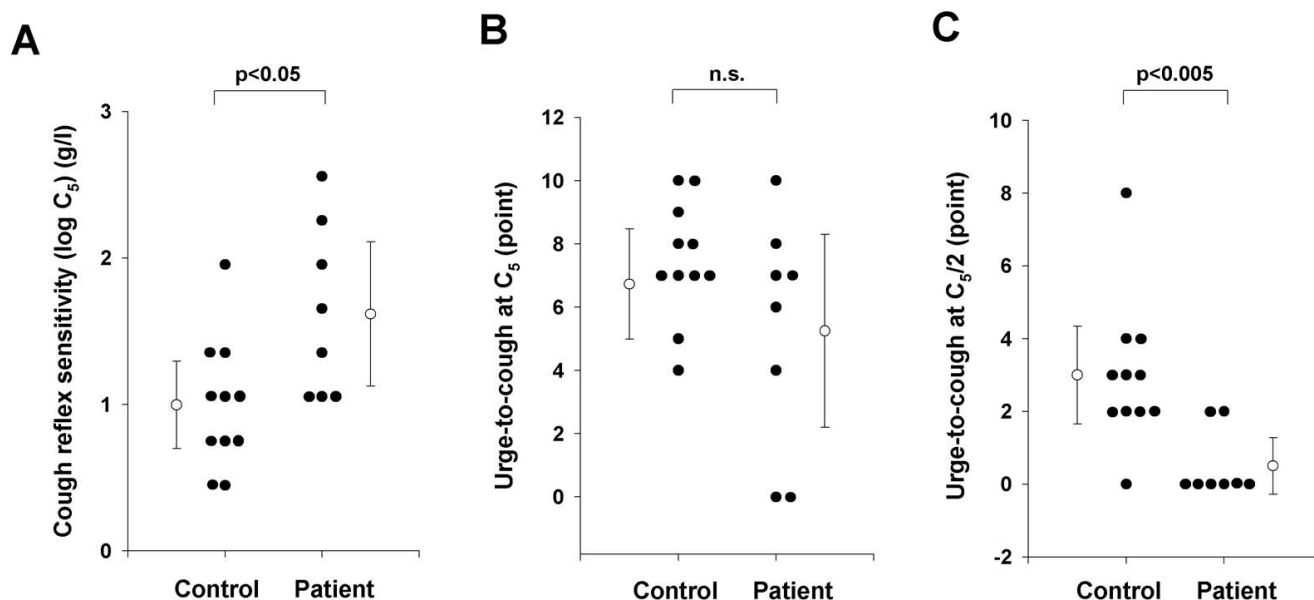 A
p<0.05
Cough reflex sensitivity (log C5) (g/l)
3
2
1
0
Control Patient
B
n.s.
Urge-to-cough at C5 (point)
12
10
8
6
4
2
0
Control Patient
C
p<0.005
Urge-to-cough at C5/2 (point)
10
8
6
4
2
0
-2
Control Patient